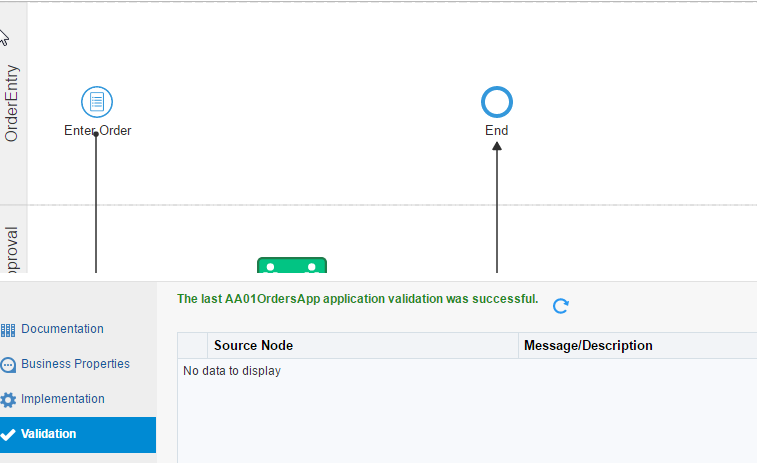 OrderEntry
Enter Order
End
pproval
The last AA01OrdersApp application validation was successful.
Documentation
Business Properties
Implementation
Validation
Source Node
Message/Description
No data to display